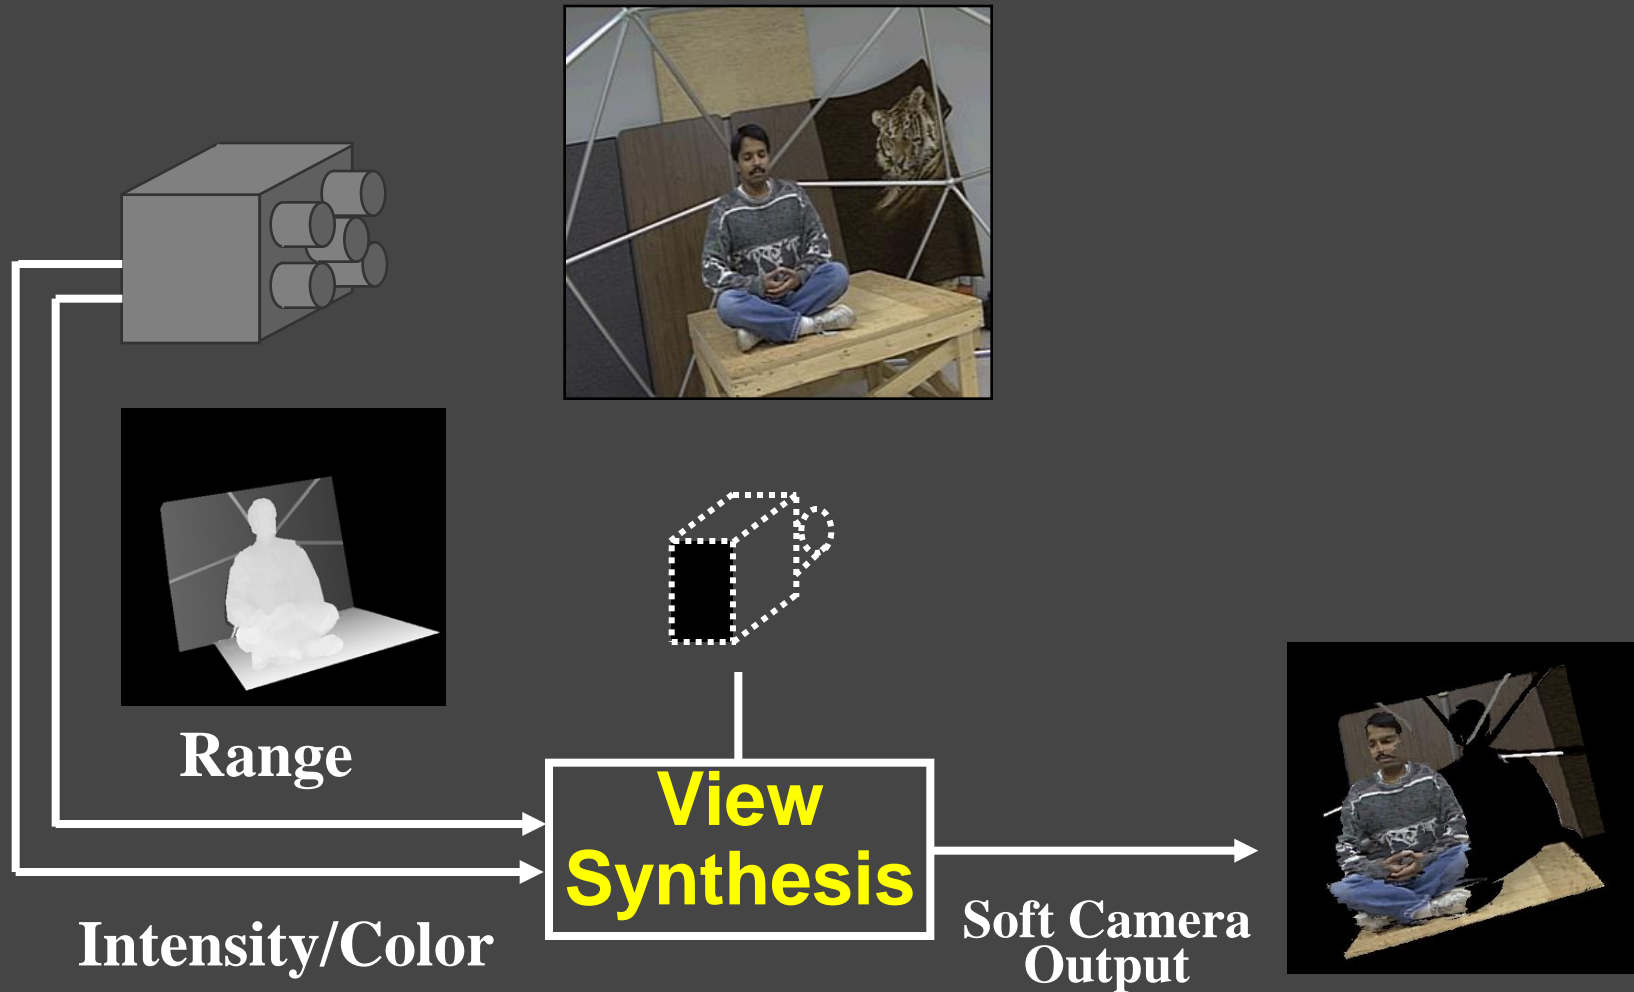 Range
View
Synthesis
Intensity/Color
Soft Camera
Output